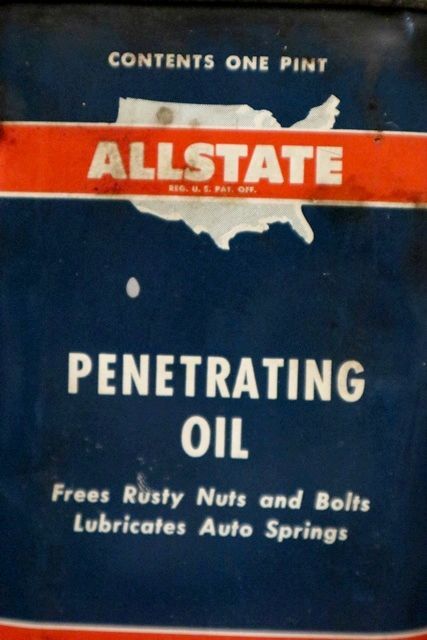 CONTENTS ONE PINT
ALLSTATE
REG. U. S. PAT. OFF.
PENETRATING
OIL
Frees Rusty Nuts and Bolts
Lubricates Auto Springs